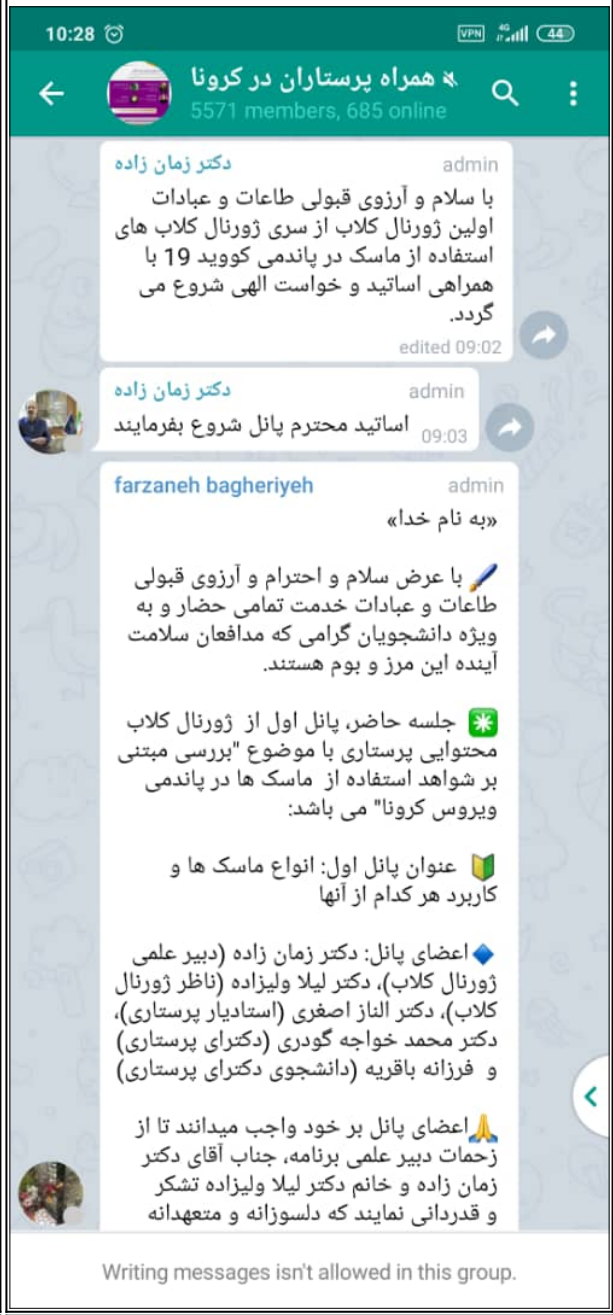 10:28
VPN 4G 44
همراه پرستاران در کرونا
5571 members, 685 online
دکتر زمان زاده admin
با سلام و آرزوی قبولی طاعات و عبادات
اولین ژورنال کلاب از سری ژورنال کلاب های
استفاده از ماسک در پاندمی کووید 19 با
همراهی اساتید و خواست الهی شروع می
گردد.
edited 09:02
دکتر زمان زاده admin
اساتید محترم پانل شروع بفرمایند
09:03
farzaneh bagheriyeh admin
«به نام خدا»
🖌 با عرض سلام و احترام و آرزوی قبولی
طاعات و عبادات خدمت تمامی حضار و به
ویژه دانشجویان گرامی که مدافعان سلامت
آینده این مرز و بوم هستند.
✳️ جلسه حاضر، پانل اول از ژورنال کلاب
محتوایی پرستاری با موضوع "بررسی مبتنی
بر شواهد استفاده از ماسک ها در پاندمی
ویروس کرونا" می باشد:
🔰 عنوان پانل اول: انواع ماسک ها و
کاربرد هر کدام از آنها
🔷اعضای پانل: دکتر زمان زاده (دبیر علمی
ژورنال کلاب)، دکتر لیلا ولیزاده (ناظر ژورنال
کلاب)، دکتر الناز اصغری (استادیار پرستاری)،
دکتر محمد خواجه گودری (دکترای پرستاری)
و فرزانه باقریه (دانشجوی دکترای پرستاری)
🙏اعضای پانل بر خود واجب میدانند تا از
زحمات دبیر علمی برنامه، جناب آقای دکتر
زمان زاده و خانم دکتر لیلا ولیزاده تشکر
و قدردانی نمایند که دلسوزانه و متعهدانه
Writing messages isn't allowed in this group.